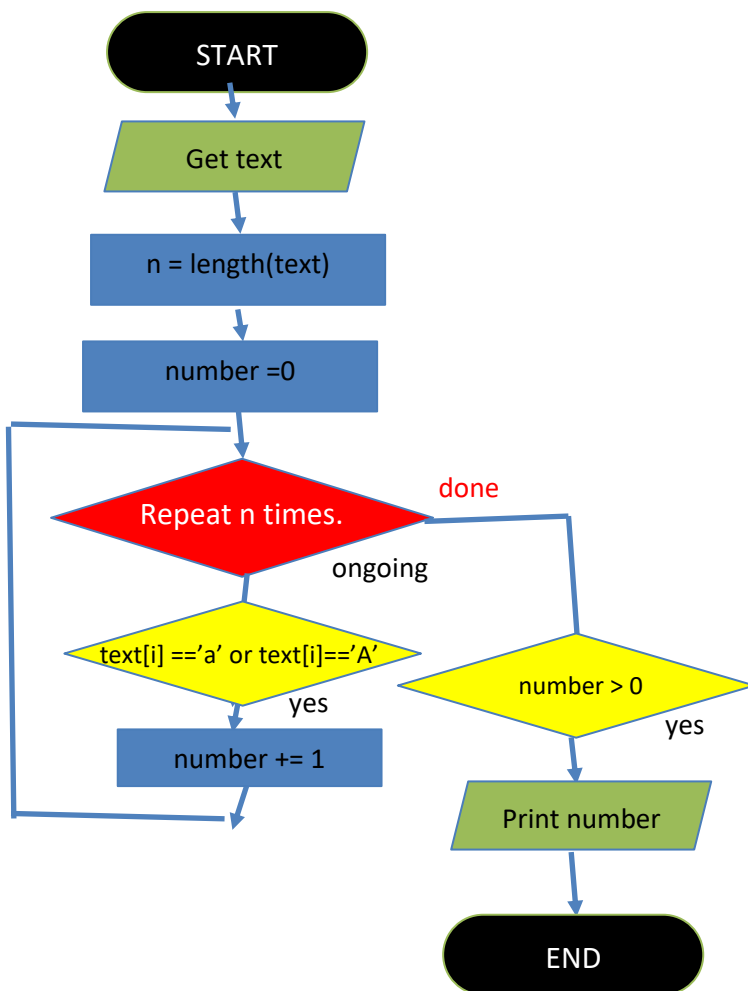 START
Get text
n = length(text)
number =0
Repeat n times.
done
ongoing
text[i] ==’a’ or text[i]==’A’
yes
number += 1
number > 0
yes
Print number
END